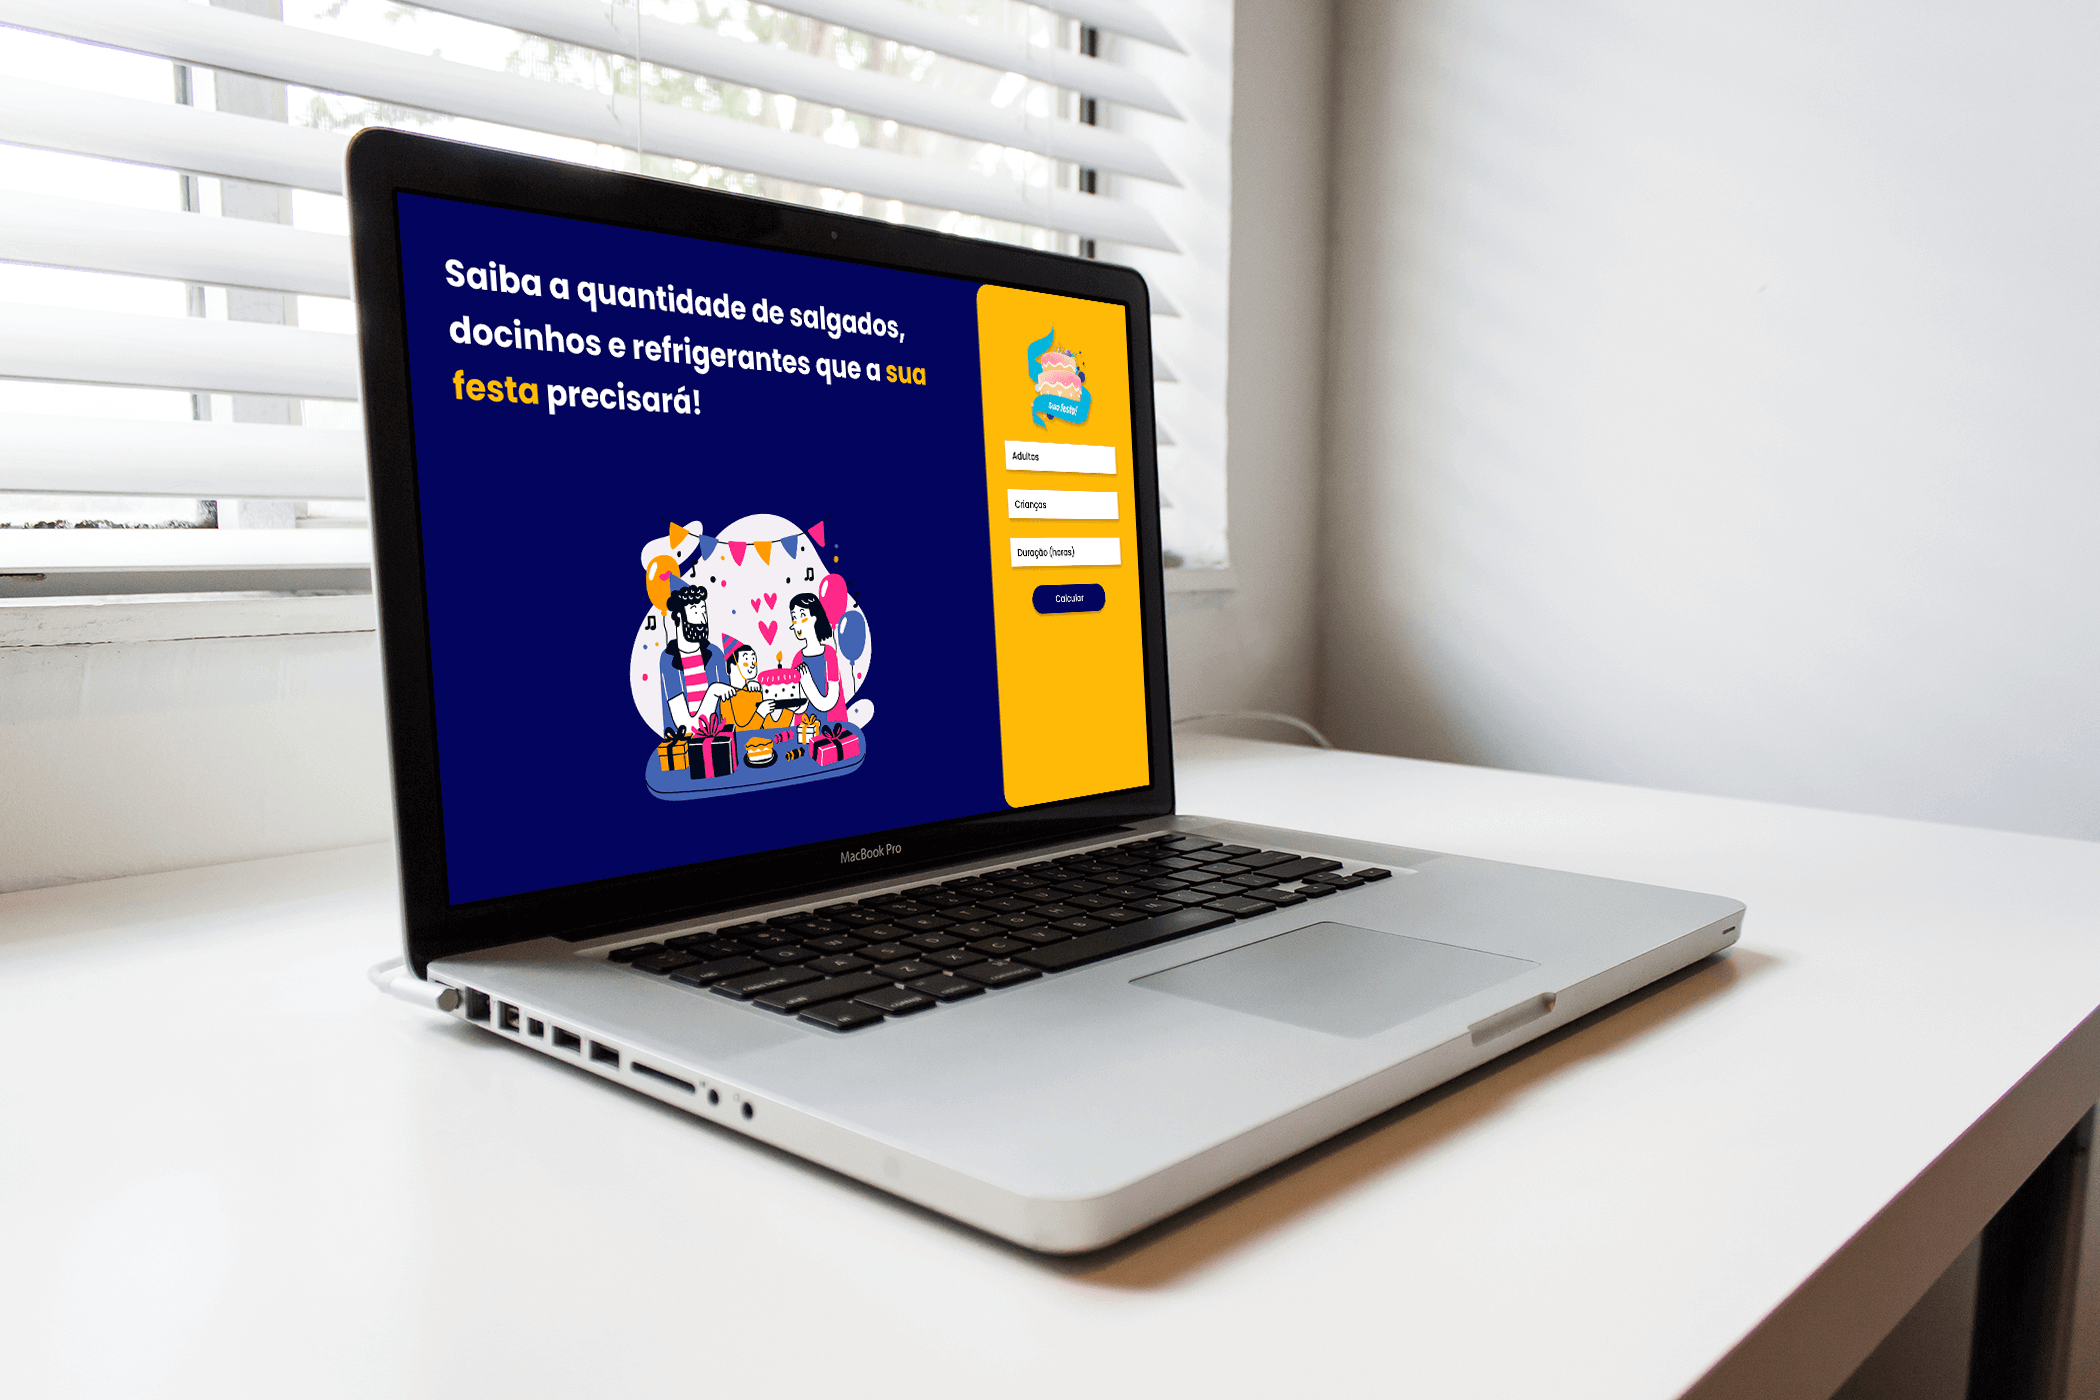 Saiba a quantidade de salgados,
docinhos e refrigerantes que a sua
festa precisará!
sua festa!
Adultos
Crianças
Duração (horas)
Calcular
MacBook Pro